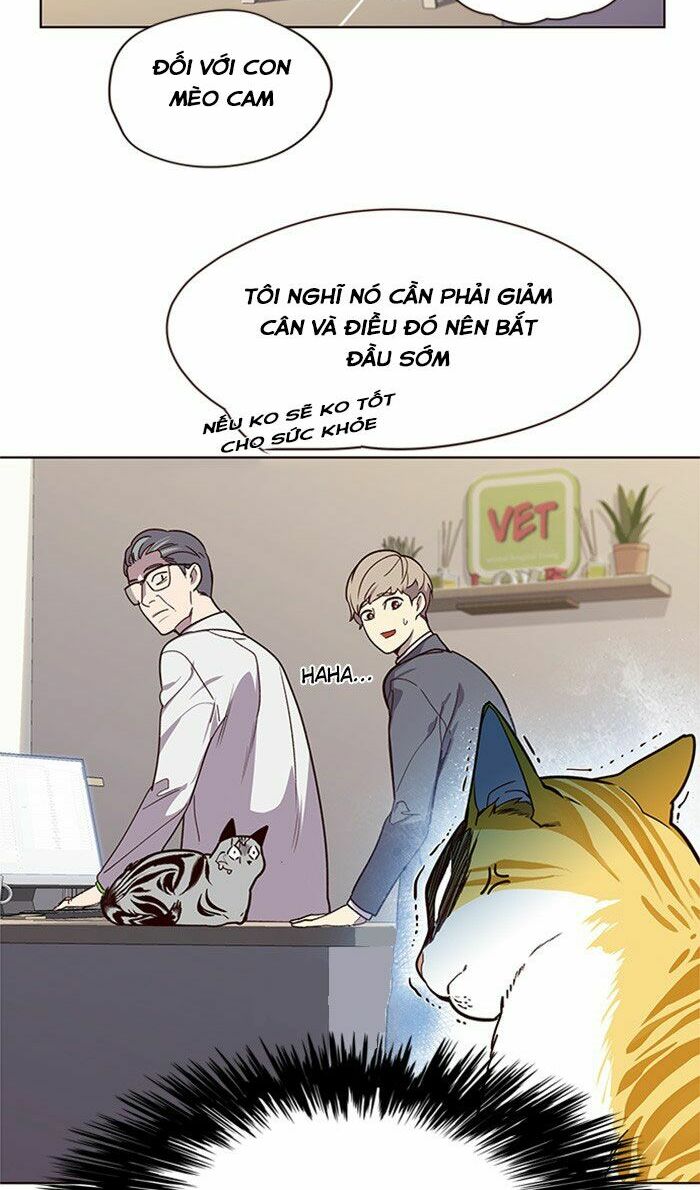 ĐỐI VỚI CON
MÈO CAM
TÔI NGHĨ NÓ CẦN PHẢI GIẢM
CÂN VÀ ĐIỀU ĐÓ NÊN BẮT
ĐẦU SỚM
NẾU KO SẼ KO TỐT
CHO SỨC KHỎE
VET
HAHA...